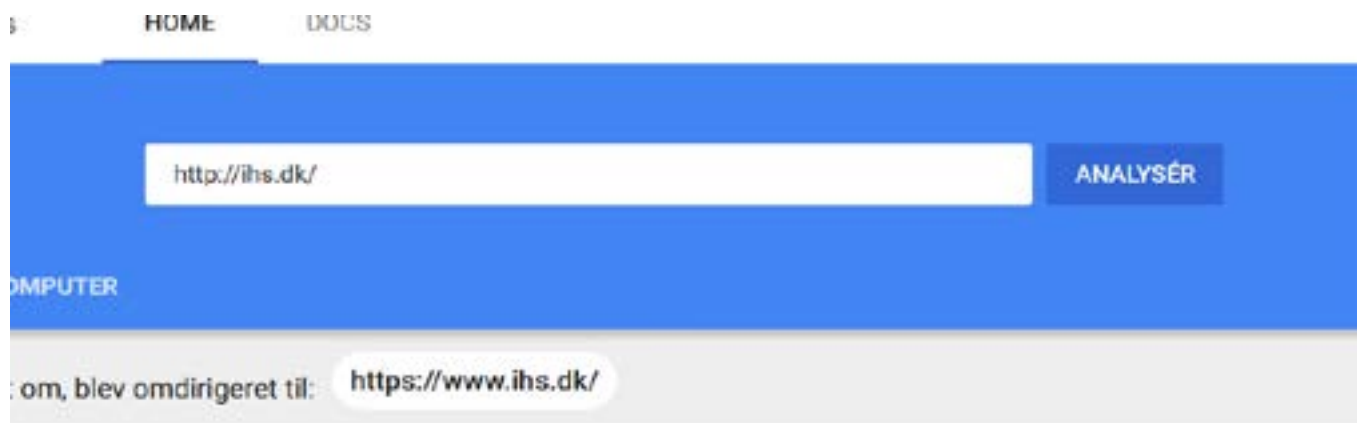 HOME DOCS
http://ihs.dk/ ANALYSÉR
OMPUTER
om, blev omdirigeret til: https://www.ihs.dk/